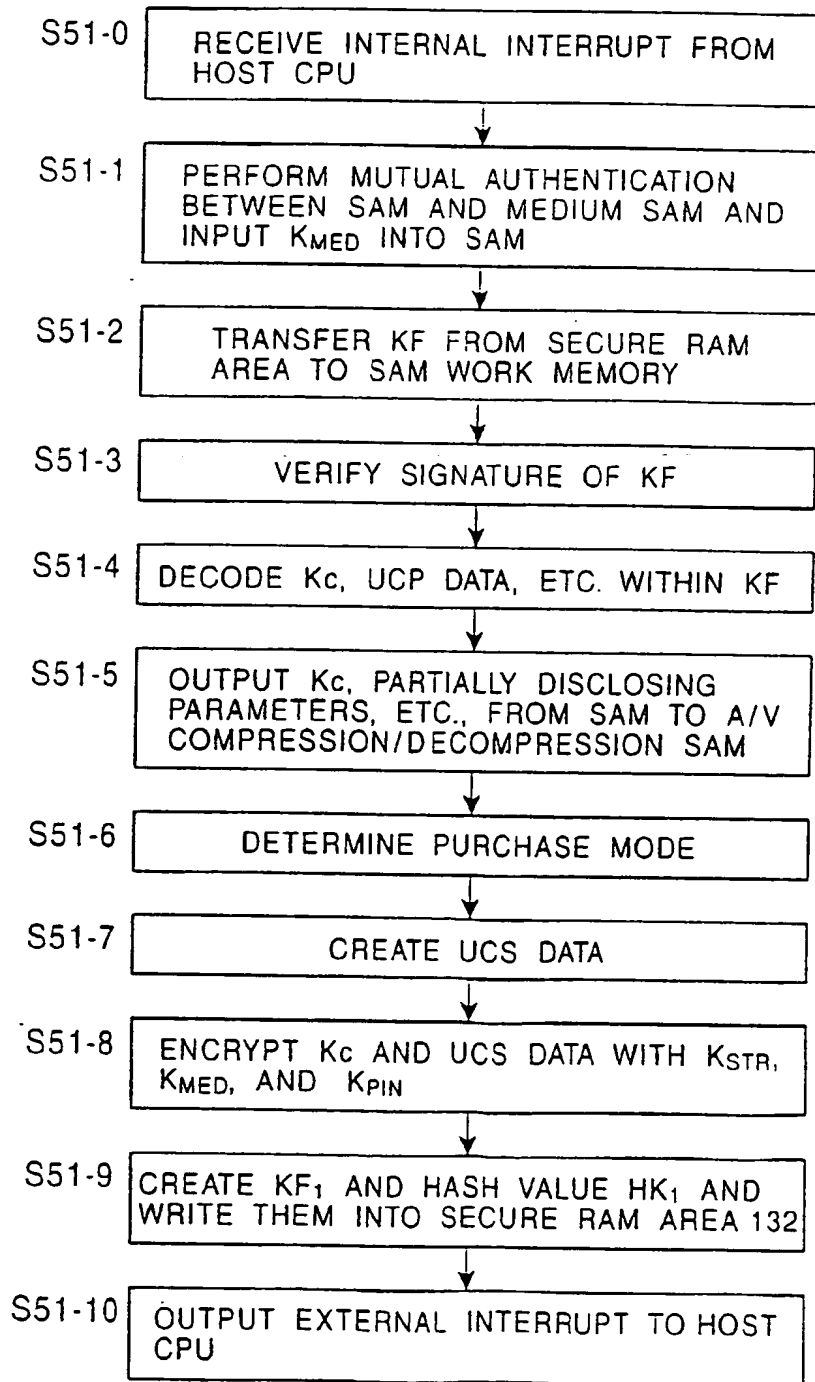 S51-0
RECEIVE INTERNAL INTERRUPT FROM
HOST CPU
S51-1
PERFORM MUTUAL AUTHENTICATION
BETWEEN SAM AND MEDIUM SAM AND
INPUT KMED INTO SAM
S51-2
TRANSFER KF FROM SECURE RAM
AREA TO SAM WORK MEMORY
S51-3
VERIFY SIGNATURE OF KF
S51-4
DECODE Kc, UCP DATA, ETC. WITHIN KF
S51-5
OUTPUT Kc, PARTIALLY DISCLOSING
PARAMETERS, ETC., FROM SAM TO A/V
COMPRESSION/DECOMPRESSION SAM
S51-6
DETERMINE PURCHASE MODE
S51-7
CREATE UCS DATA
S51-8
ENCRYPT Kc AND UCS DATA WITH KSTR,
KMED, AND KPIN
S51-9
CREATE KF1 AND HASH VALUE HK1 AND
WRITE THEM INTO SECURE RAM AREA 132
S51-10
OUTPUT EXTERNAL INTERRUPT TO HOST
CPU